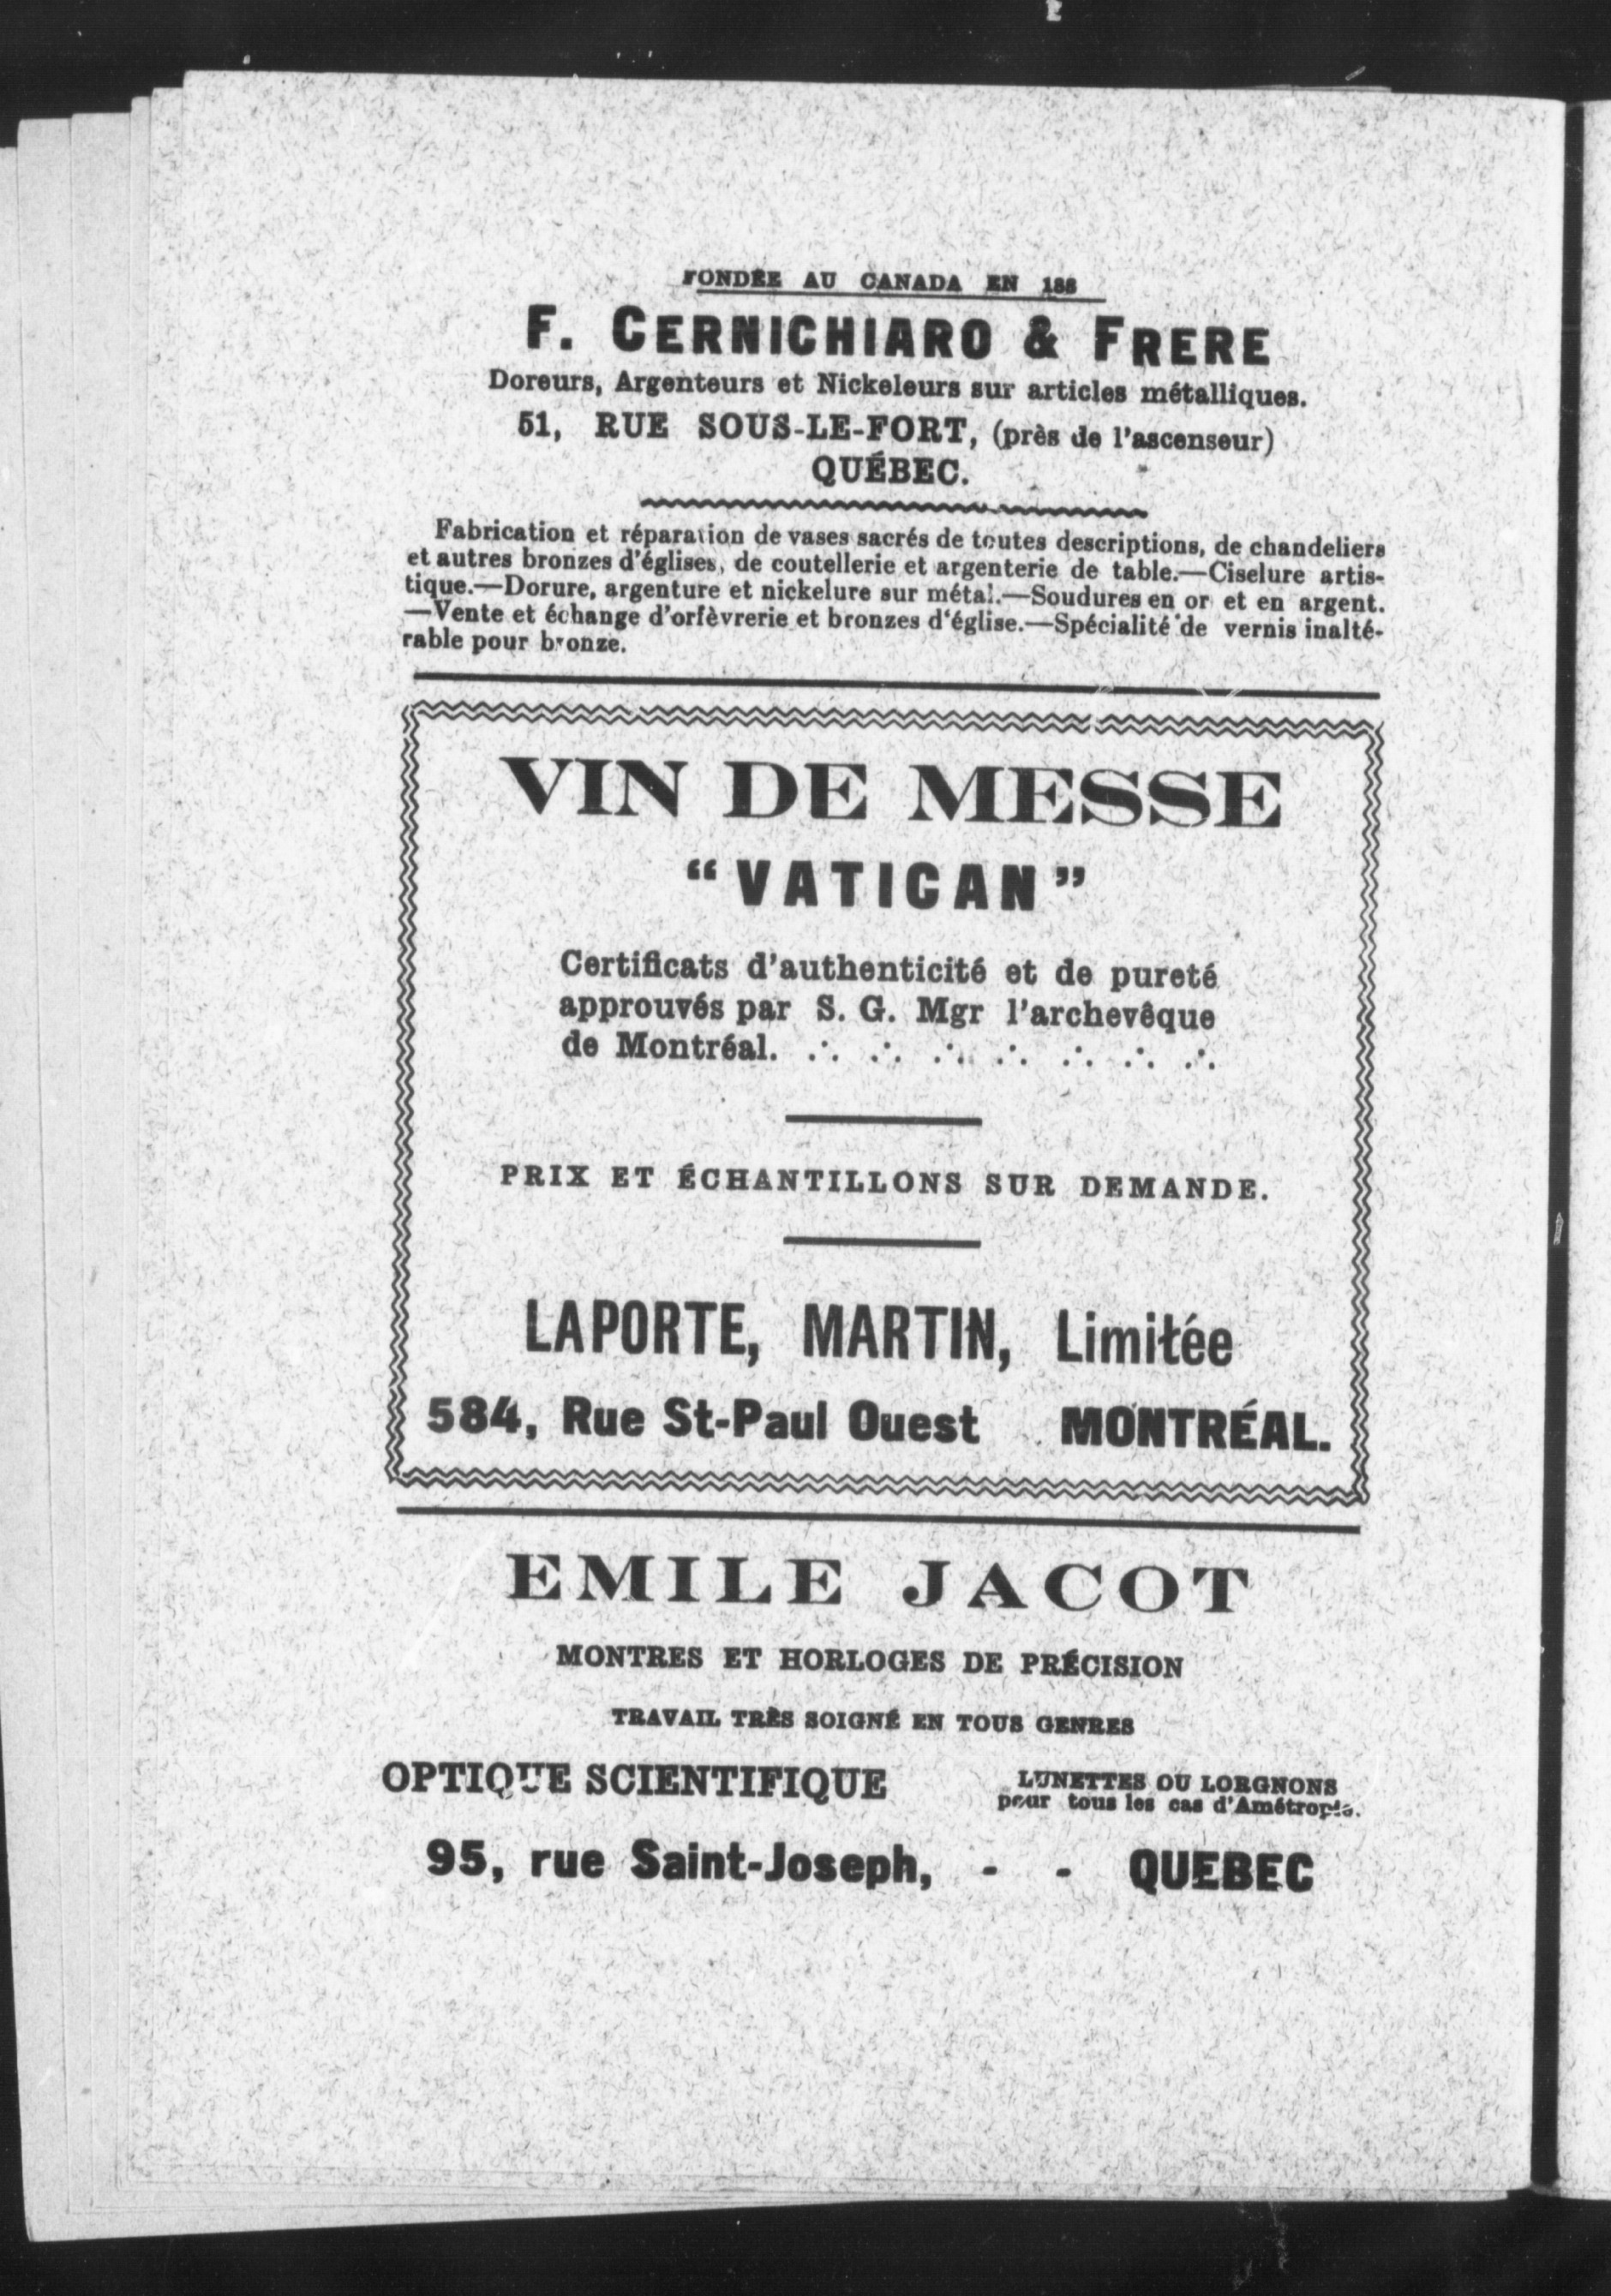 FONDÉE AU CANADA EN 188
F. CERNICHIARO & FRERE
Doreurs, Argenteurs et Nickeleurs sur articles métalliques.
51, RUE SOUS-LE-FORT, (près de l'ascenseur)
QUÉBEC.
Fabrication et réparation de vases sacrés de toutes descriptions, de chandeliers
et autres bronzes d'églises, de coutellerie et argenterie de table.—Ciselure artis-
tique.—Dorure, argenture et nickelure sur métal.—Soudures en or et en argent.
—Vente et échange d'orfèvrerie et bronzes d'église.—Spécialité de vernis inalté-
rable pour bronze.
VIN DE MESSE
“VATICAN”
Certificats d'authenticité et de pureté
approuvés par S. G. Mgr l'archevêque
de Montréal. ∴ ∴ ∴ ∴ ∴ ∴ ∴
PRIX ET ÉCHANTILLONS SUR DEMANDE.
LAPORTE, MARTIN, Limitée
584, Rue St-Paul Ouest MONTRÉAL.
EMILE JACOT
MONTRES ET HORLOGES DE PRÉCISION
TRAVAIL TRÈS SOIGNÉ EN TOUS GENRES
OPTIQUE SCIENTIFIQUE
LUNETTES OU LORGNONS
pour tous les cas d'Amétropie.
95, rue Saint-Joseph, - - QUEBEC